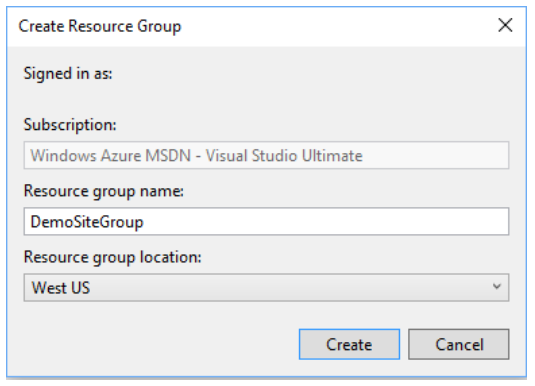 Create Resource Group
Signed in as:
Subscription:
Windows Azure MSDN - Visual Studio Ultimate
Resource group name:
DemoSiteGroup
Resource group location:
West US
Create Cancel